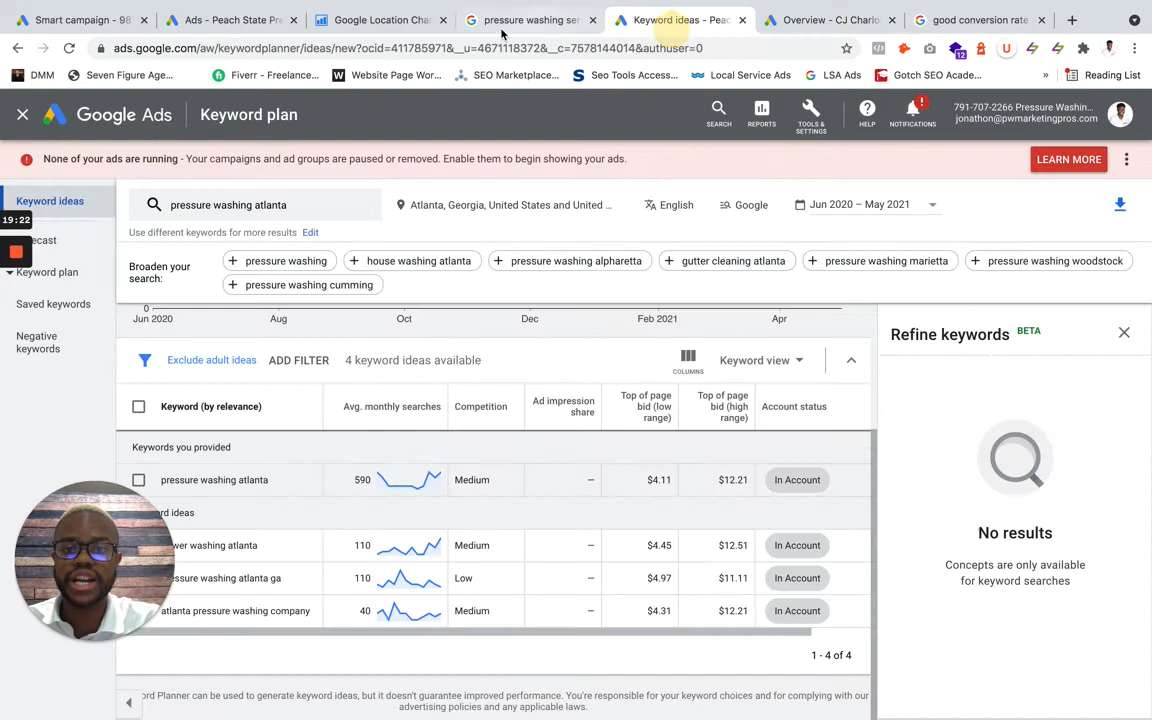 Smart campaign - 98
Ads - Peach State Pr
Google Location Cha
pressure washing ser
Keyword ideas - Peac
Overview - CJ Charlo
good conversion rate
ads.google.com/aw/keywordplanner/ideas/new?ocid=411785971&__u=4671118372&__c=7578144014&authuser=0
12
DMM
Seven Figure Age...
Fiverr - Freelance...
Website Page Wor...
SEO Marketplace...
Seo Tools Access...
Local Service Ads
LSA Ads
Gotch SEO Acade...
»
Reading List
Google Ads
Keyword plan
SEARCH
REPORTS
TOOLS &
SETTINGS
HELP
NOTIFICATIONS
791-707-2266 Pressure Washin...
jonathon@pwmarketingpros.com
None of your ads are running - Your campaigns and ad groups are paused or removed. Enable them to begin showing your ads.
LEARN MORE
Keyword ideas
19:22
ecast
Keyword plan
Saved keywords
Negative
keywords
pressure washing atlanta
Atlanta, Georgia, United States and United ...
English
Google
Jun 2020 – May 2021
Use different keywords for more results
Edit
Broaden your
search:
pressure washing
house washing atlanta
pressure washing alpharetta
gutter cleaning atlanta
pressure washing marietta
pressure washing woodstock
pressure washing cumming
0
Jun 2020
Aug
Oct
Dec
Feb 2021
Apr
Exclude adult ideas
ADD FILTER
4 keyword ideas available
COLUMNS
Keyword view
Keyword (by relevance)
Avg. monthly searches
Competition
Ad impression
share
Top of page
bid (low
range)
Top of page
bid (high
range)
Account status
Keywords you provided
pressure washing atlanta 590 Medium – $4.11 $12.21 In Account
rd ideas
wer washing atlanta 110 Medium – $4.45 $12.51 In Account
essure washing atlanta ga 110 Low – $4.97 $11.11 In Account
atlanta pressure washing company 40 Medium – $4.31 $12.21 In Account
1 - 4 of 4
ord Planner can be used to generate keyword ideas, but it doesn't guarantee improved performance. You're responsible for your keyword choices and for complying with our
advertising policies and any applicable laws.
Refine keywords BETA
No results
Concepts are only available
for keyword searches